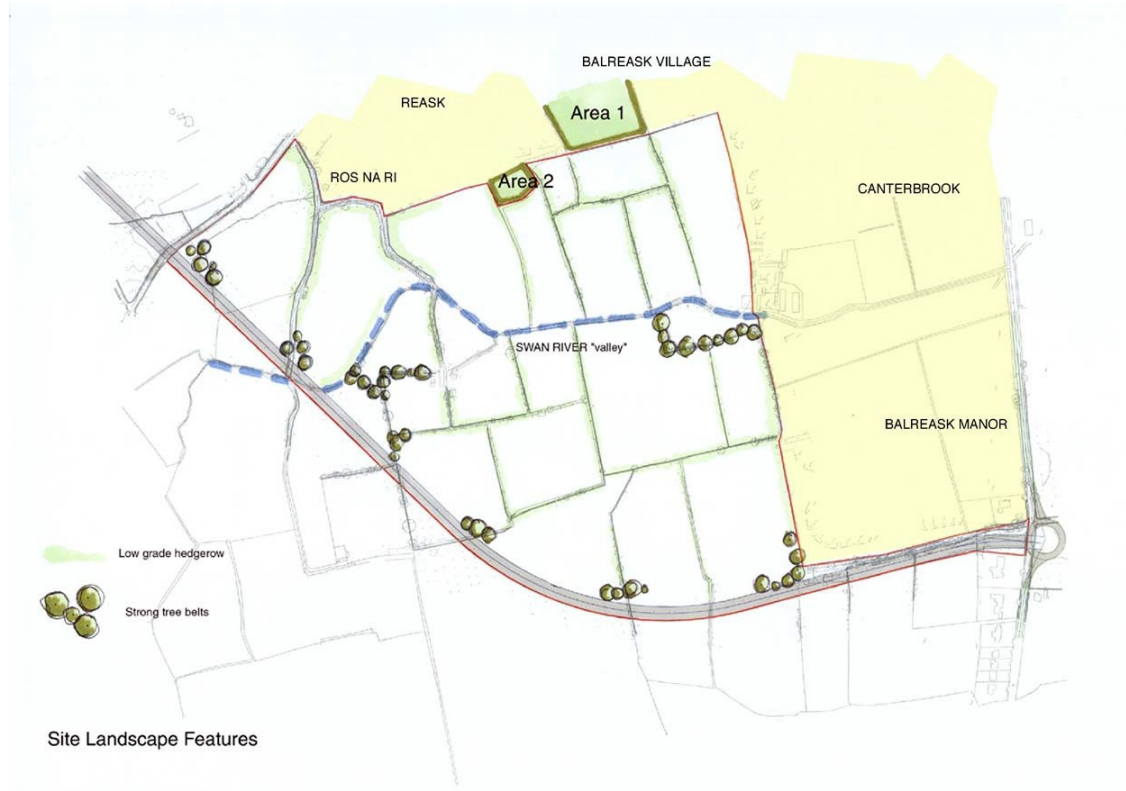 BALREASK VILLAGE
REASK
Area 1
ROS NA RI
Area 2
CANTERBROOK
SWAN RIVER "valley"
BALREASK MANOR
Low grade hedgerow
Strong tree belts
Site Landscape Features